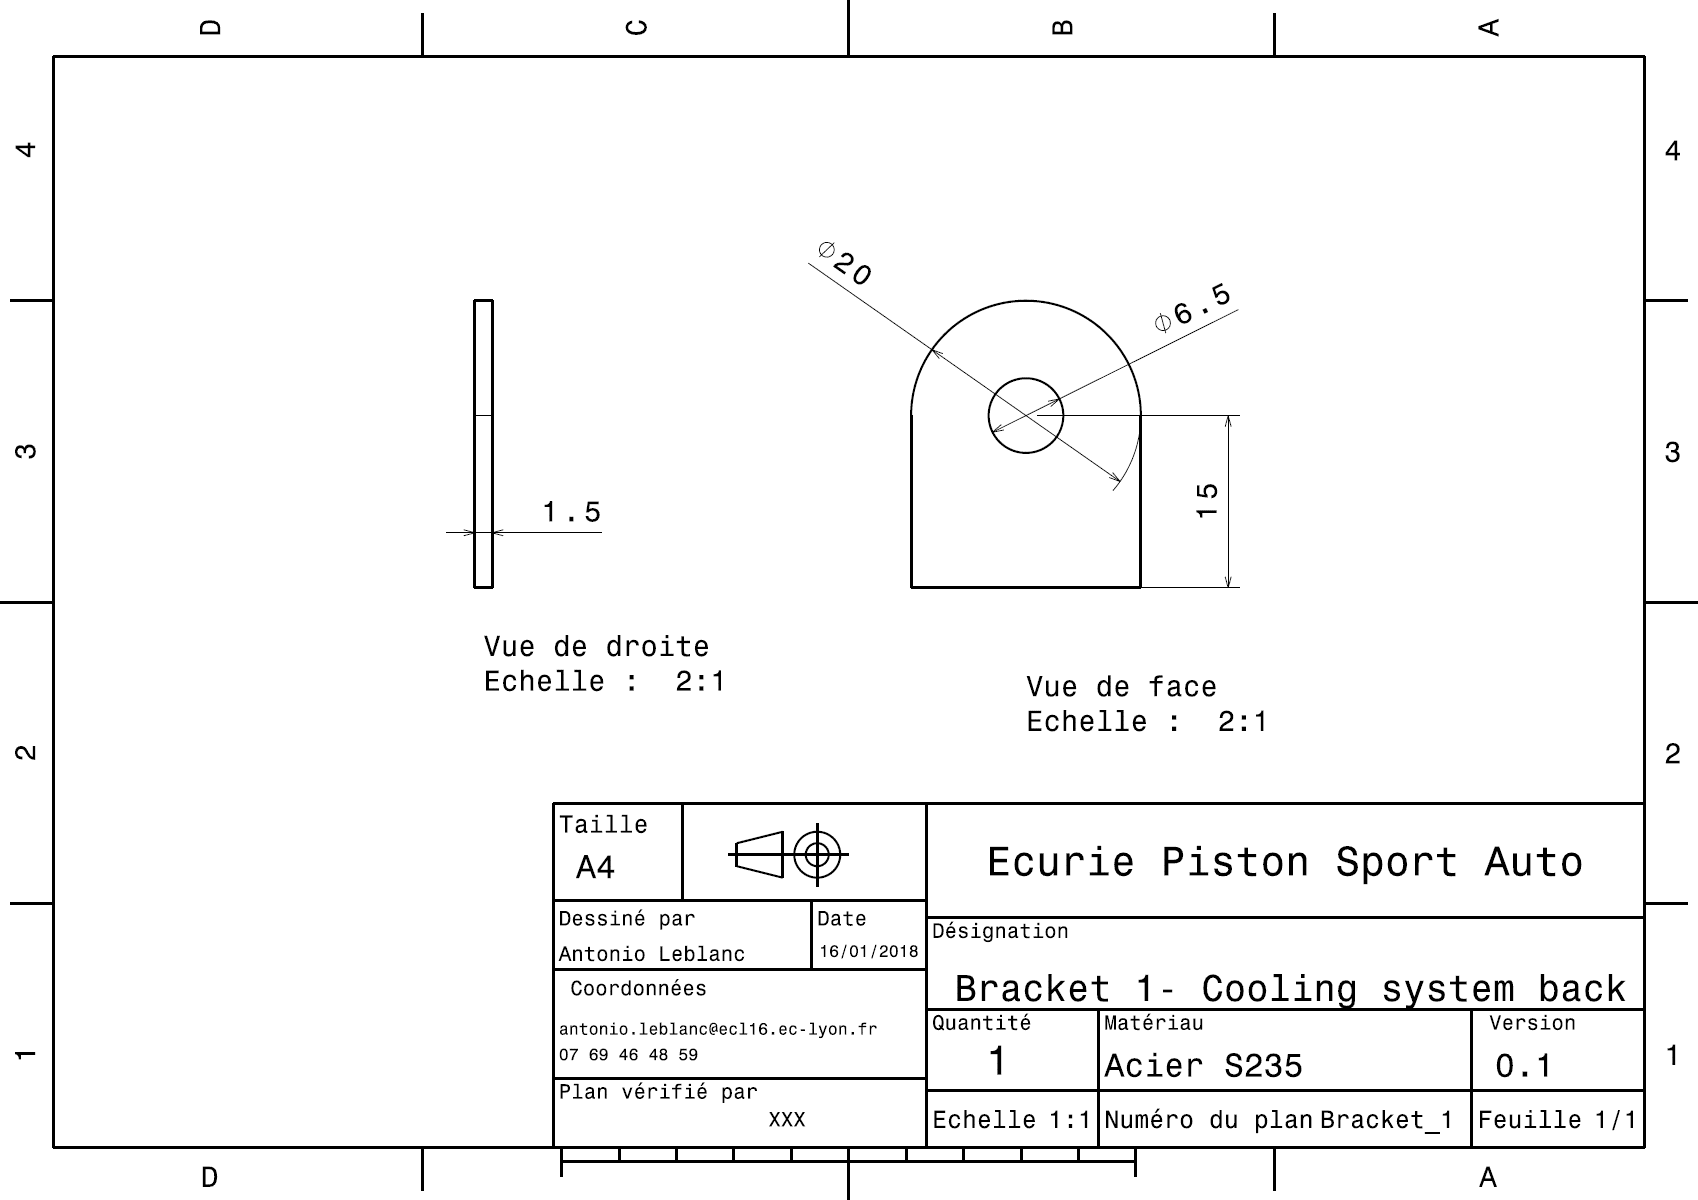 D C B A
4 4
⌀20
⌀6.5
3 3
15
1.5
Vue de droite
Echelle :  2:1
Vue de face
Echelle :  2:1
2 2
Taille
A4
Ecurie Piston Sport Auto
Dessiné par
Antonio Leblanc
Date
16/01/2018
Désignation
Bracket 1- Cooling system back
Coordonnées
antonio.leblanc@ecl16.ec-lyon.fr
07 69 46 48 59
Quantité
1
Matériau
Acier S235
Version
0.1
1 1
Plan vérifié par
XXX
Echelle 1:1
Numéro du plan Bracket_1
Feuille 1/1
D A